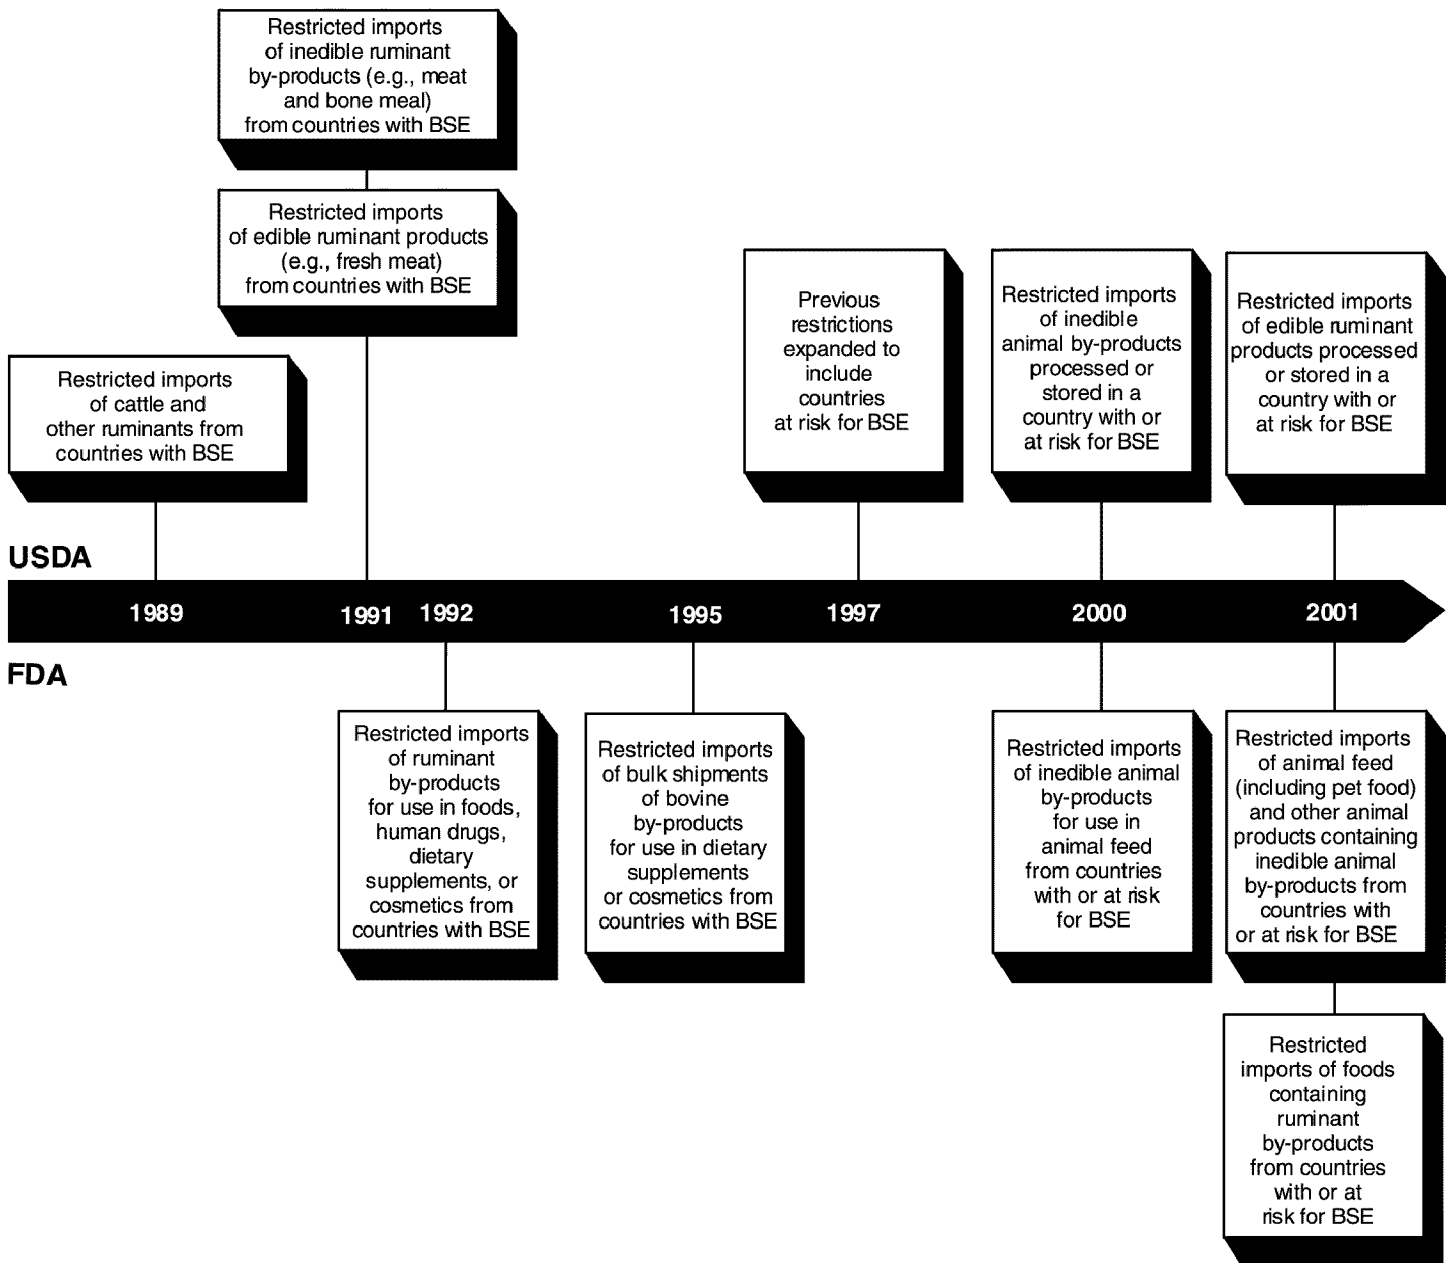 Restricted imports
of inedible ruminant
by-products (e.g., meat
and bone meal)
from countries with BSE
Restricted imports
of edible ruminant products
(e.g., fresh meat)
from countries with BSE
Restricted imports
of cattle and
other ruminants from
countries with BSE
Previous
restrictions
expanded to
include
countries
at risk for BSE
Restricted imports
of inedible
animal by-products
processed or
stored in a
country with or
at risk for BSE
Restricted imports
of edible ruminant
products processed
or stored in a
country with or
at risk for BSE
USDA
1989
1991
1992
1995
1997
2000
2001
FDA
Restricted imports
of ruminant
by-products
for use in foods,
human drugs,
dietary
supplements, or
cosmetics from
countries with BSE
Restricted imports
of bulk shipments
of bovine
by-products
for use in dietary
supplements
or cosmetics from
countries with BSE
Restricted imports
of inedible animal
by-products
for use in
animal feed
from countries
with or at risk
for BSE
Restricted imports
of animal feed
(including pet food)
and other animal
products containing
inedible animal
by-products from
countries with
or at risk for BSE
Restricted
imports of foods
containing
ruminant
by-products
from countries
with or at
risk for BSE